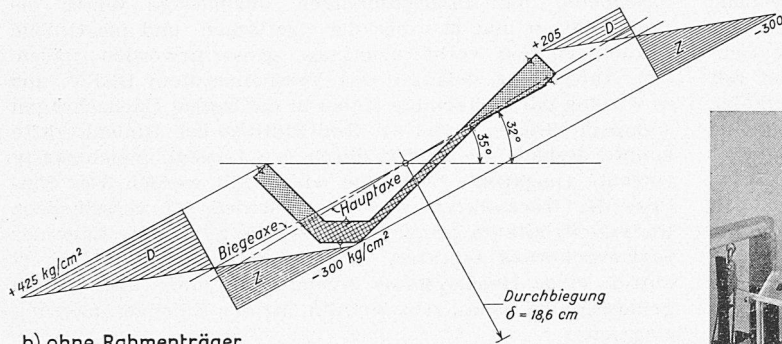 -300
+205
D
Z
35°
32°
Hauptaxe
Biegeaxe
D
+425 kg/cm²
Z
-300 kg/cm²
Durchbiegung
δ = 18,6 cm
b) ohne Rahmenträger